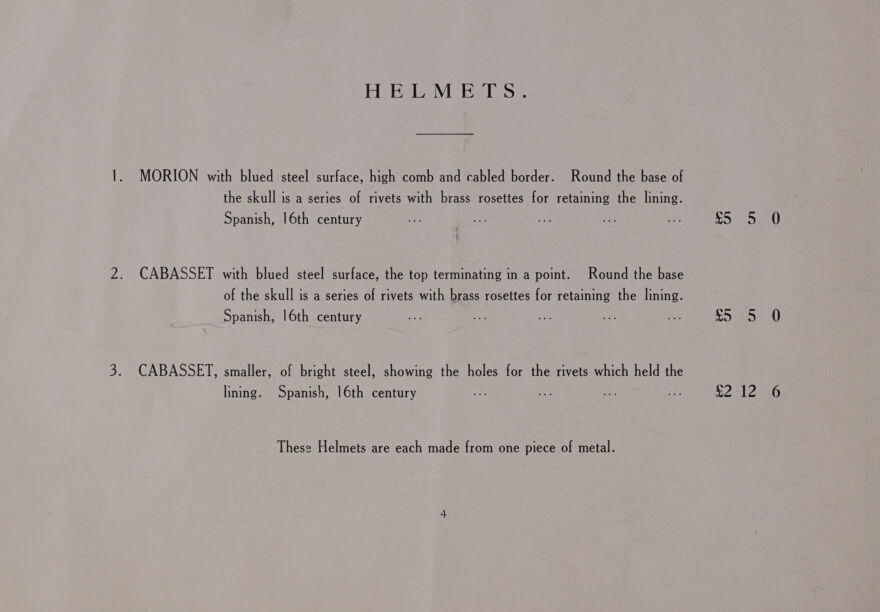 HELMETS.
1. MORION with blued steel surface, high comb and cabled border. Round the base of
the skull is a series of rivets with brass rosettes for retaining the lining.
Spanish, 16th century ... ... ... ... ... £5 5 0
2. CABASSET with blued steel surface, the top terminating in a point. Round the base
of the skull is a series of rivets with brass rosettes for retaining the lining.
Spanish, 16th century ... ... ... ... ... £5 5 0
3. CABASSET, smaller, of bright steel, showing the holes for the rivets which held the
lining. Spanish, 16th century ... ... ... ... £2 12 6
These Helmets are each made from one piece of metal.
4